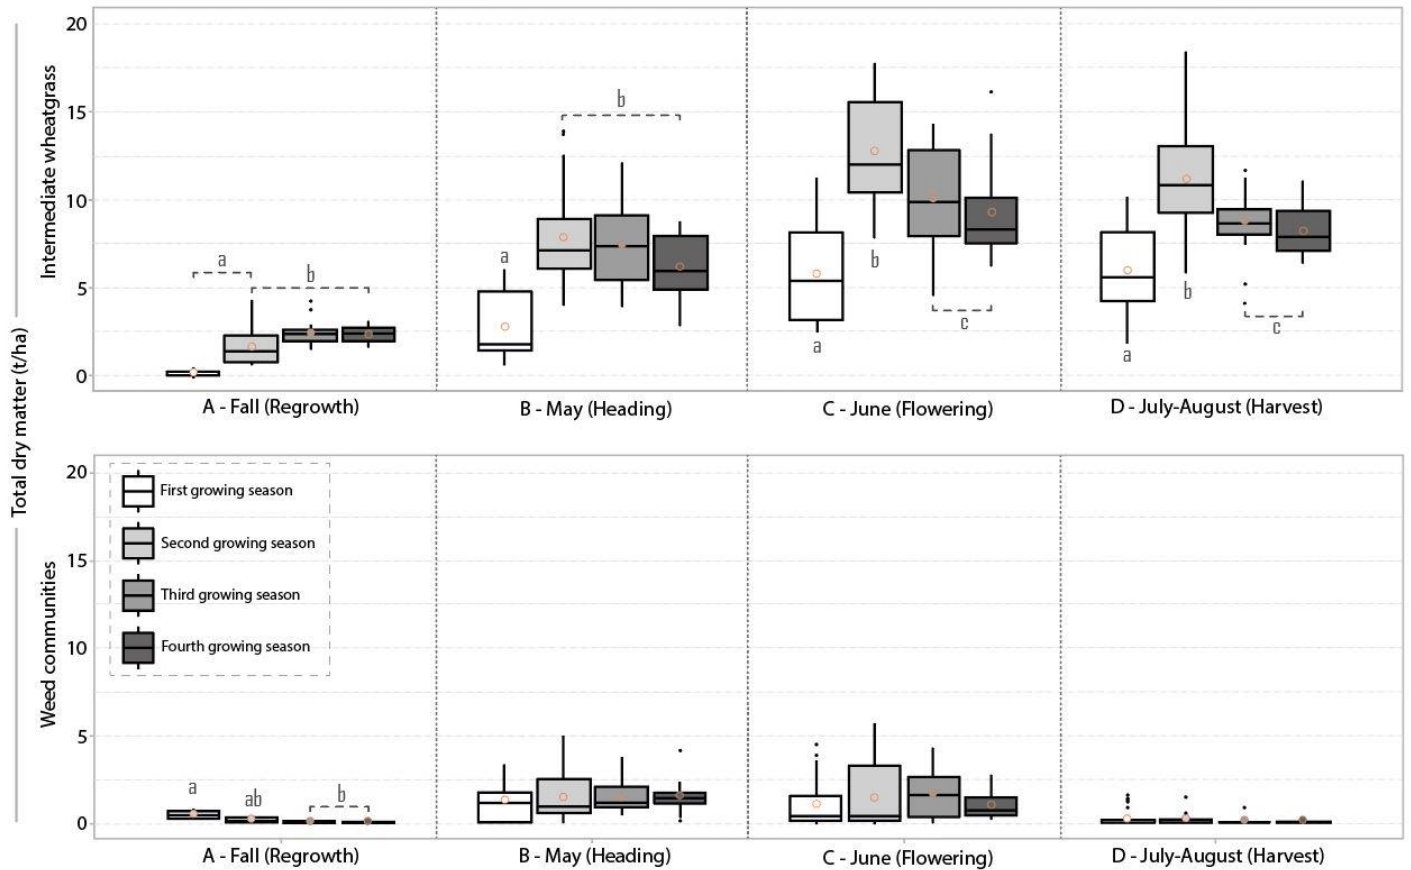 Total dry matter (t/ha)
Intermediate wheatgrass
20
15
10
5
0
a
b
a
b
a
b
c
a
b
c
A - Fall (Regrowth)
B - May (Heading)
C - June (Flowering)
D - July-August (Harvest)
Weed communities
20
15
10
5
0
First growing season
Second growing season
Third growing season
Fourth growing season
a
ab
b
A - Fall (Regrowth)
B - May (Heading)
C - June (Flowering)
D - July-August (Harvest)